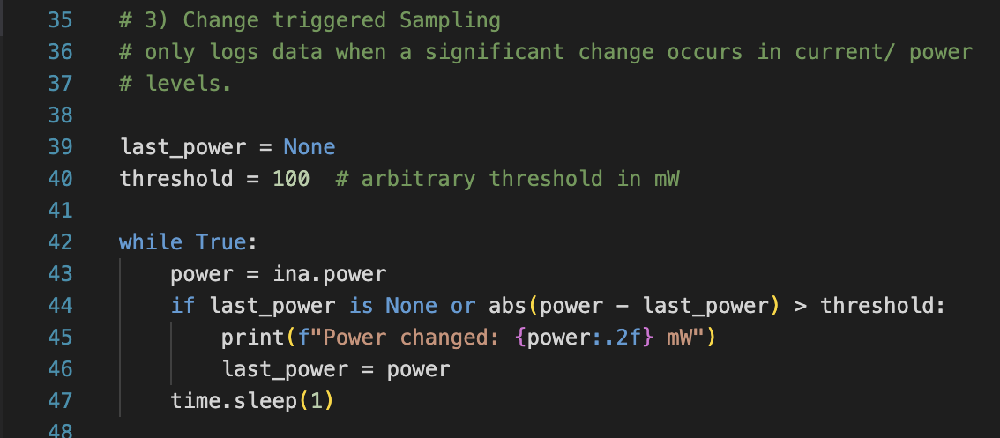 35 # 3) Change triggered Sampling
36 # only logs data when a significant change occurs in current/ power
37 # levels.
38
39 last_power = None
40 threshold = 100  # arbitrary threshold in mW
41
42 while True:
43     power = ina.power
44     if last_power is None or abs(power - last_power) > threshold:
45         print(f"Power changed: {power:.2f} mW")
46         last_power = power
47     time.sleep(1)
48